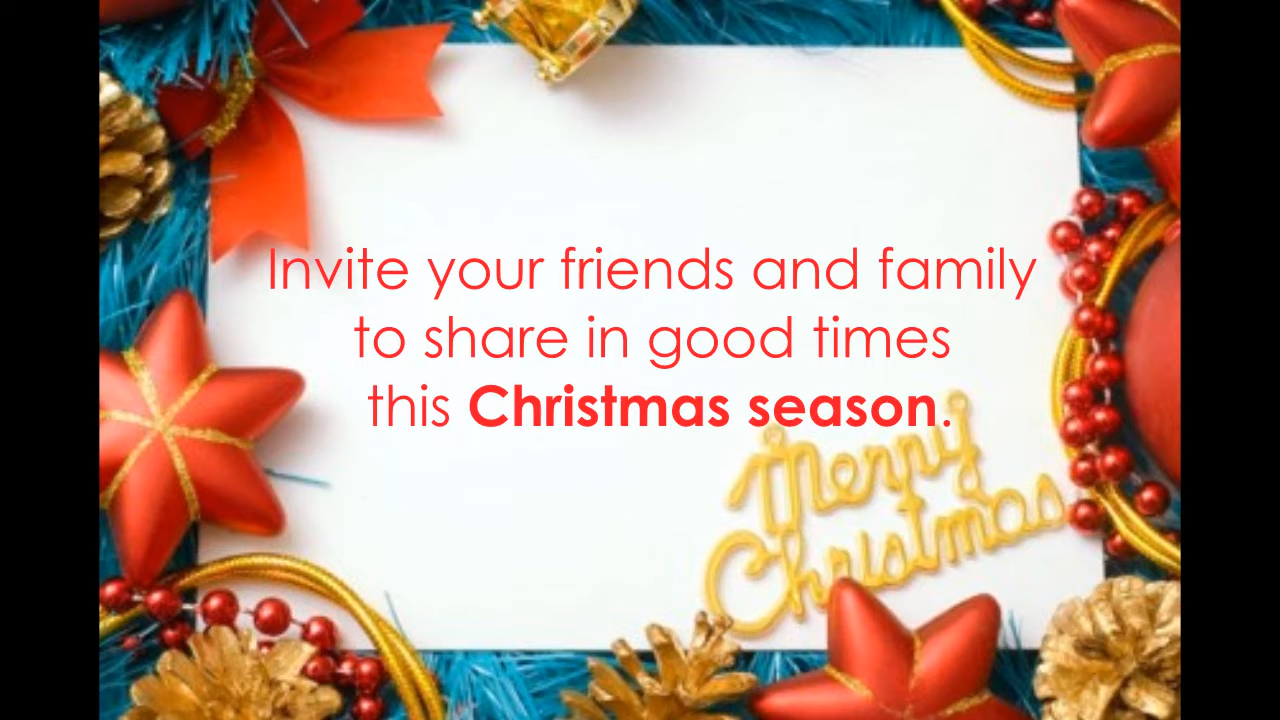 Invite your friends and family
to share in good times
this Christmas season.
Merry
Christmas